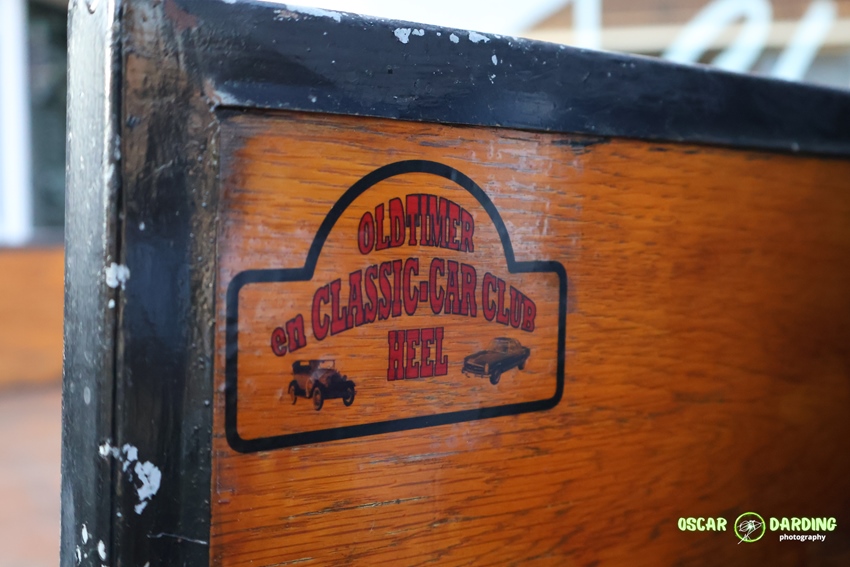 OLDTIMER
en CLASSIC-CAR CLUB
HEEL
OSCAR DARDING
photography